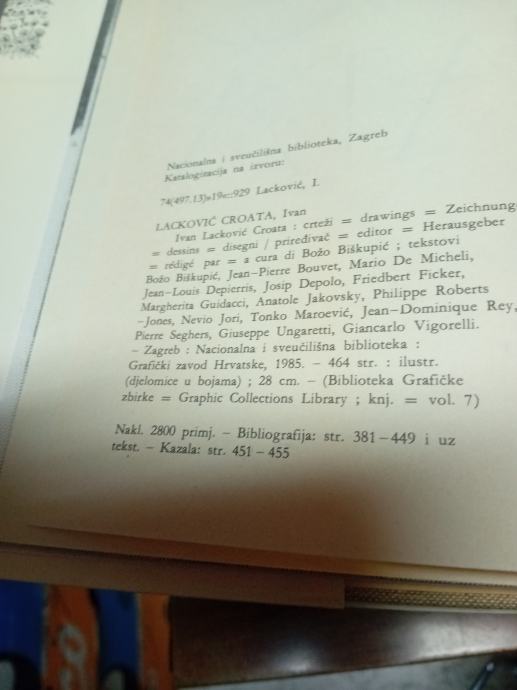 Nacionalna i sveučilišna biblioteka, Zagreb
Katalogizacija na izvoru:
74(497.13)»19«:929 Lacković, I.
LACKOVIĆ CROATA, Ivan
Ivan Lacković Croata : crteži = drawings = Zeichnung
= dessins = disegni / priređivač = editor = Herausgeber
= rédigé par = a cura di Božo Biškupić ; tekstovi
Božo Biškupić, Jean-Pierre Bouvet, Mario De Micheli,
Jean-Louis Depierris, Josip Depolo, Friedbert Ficker,
Margherita Guidacci, Anatole Jakovsky, Philippe Roberts
-Jones, Nevio Jori, Tonko Maroević, Jean-Dominique Rey,
Pierre Seghers, Giuseppe Ungaretti, Giancarlo Vigorelli.
– Zagreb : Nacionalna i sveučilišna biblioteka :
Grafički zavod Hrvatske, 1985. – 464 str. : ilustr.
(djelomice u bojama) ; 28 cm. – (Biblioteka Grafičke
zbirke = Graphic Collections Library ; knj. = vol. 7)
Nakl. 2800 primj. – Bibliografija: str. 381–449 i uz
tekst. – Kazala: str. 451–455